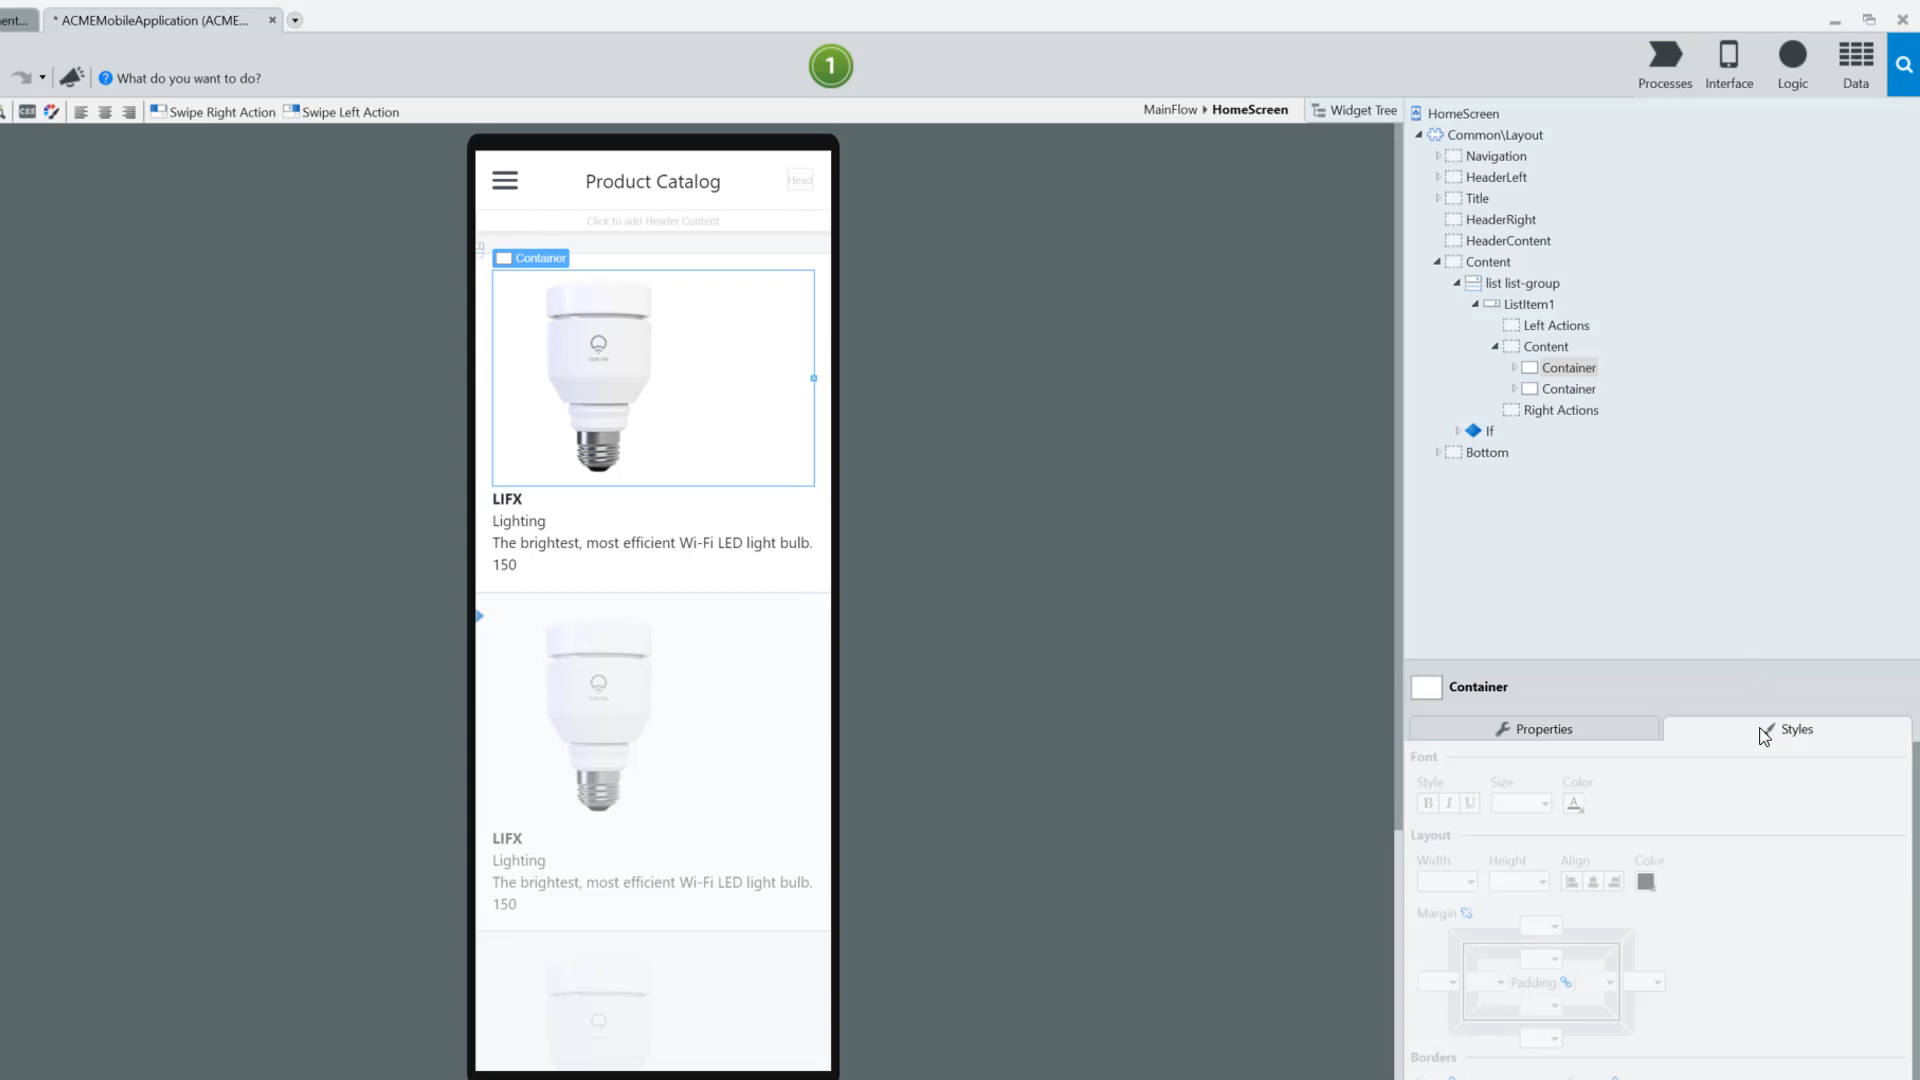 ent...
* ACMEMobileApplication (ACME...
What do you want to do?
1
Processes
Interface
Logic
Data
CSS
Swipe Right Action
Swipe Left Action
MainFlow
HomeScreen
Widget Tree
Product Catalog
Head
Click to add Header Content
Container
LIFX
Lighting
The brightest, most efficient Wi-Fi LED light bulb.
150
LIFX
Lighting
The brightest, most efficient Wi-Fi LED light bulb.
150
HomeScreen
Common\Layout
Navigation
HeaderLeft
Title
HeaderRight
HeaderContent
Content
list list-group
ListItem1
Left Actions
Content
Container
Container
Right Actions
If
Bottom
Container
Properties
Styles
Font
Style
Size
Color
B I U
A
Layout
Width
Height
Align
Color
Margin
Padding
Borders